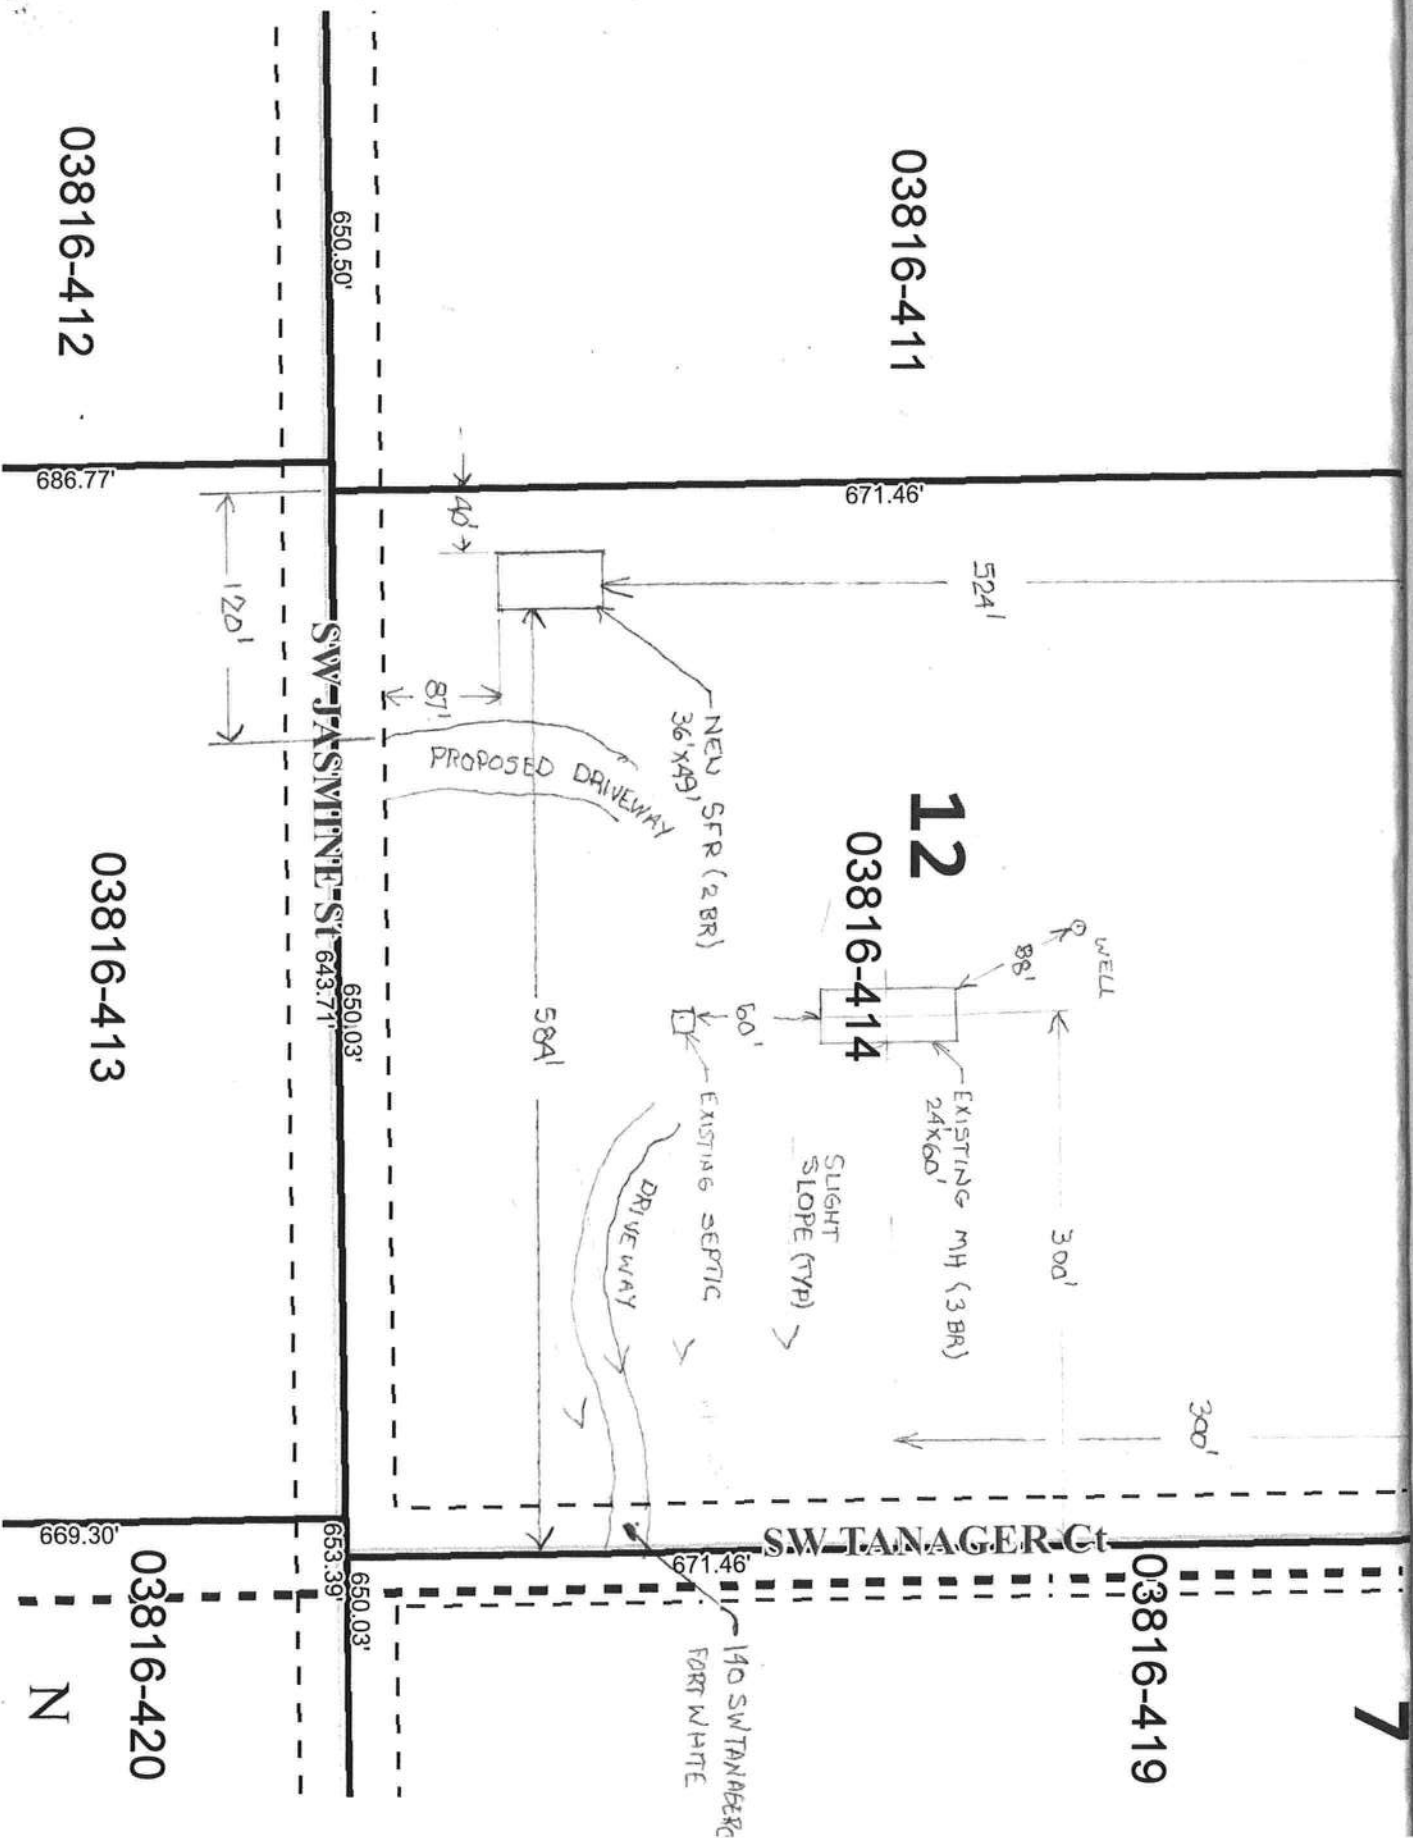 7
03816-419
SW TANAGER Ct
671.46'
140 SW TANAGER C
FORT WHITE
03816-420
N
669.30'
653.39'
650.03'
300'
300'
WELL
88'
EXISTING MH (3 BR)
24'X60'
12
03816-414
SLIGHT
SLOPE (TYP)
60'
EXISTING SEPTIC
DRIVEWAY
524'
671.46'
NEW SFR (2 BR)
36'X49'
584'
PROPOSED DRIVEWAY
87'
40'
120'
SW JASMINE St
643.71'
650.03'
03816-413
686.77'
03816-411
650.50'
03816-412